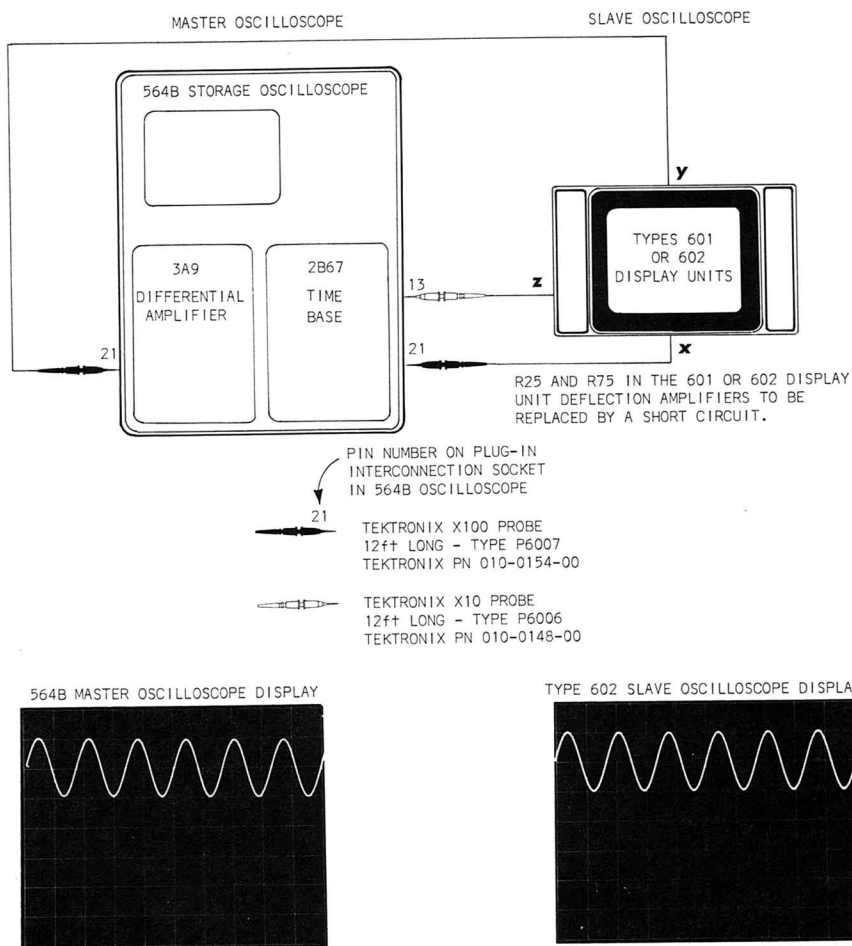 MASTER OSCILLOSCOPE
SLAVE OSCILLOSCOPE
564B STORAGE OSCILLOSCOPE
y
TYPES 601
OR 602
DISPLAY UNITS
3A9
DIFFERENTIAL
AMPLIFIER
2B67
TIME
BASE
13
z
21
21
x
R25 AND R75 IN THE 601 OR 602 DISPLAY
UNIT DEFLECTION AMPLIFIERS TO BE
REPLACED BY A SHORT CIRCUIT.
PIN NUMBER ON PLUG-IN
INTERCONNECTION SOCKET
IN 564B OSCILLOSCOPE
21
TEKTRONIX X100 PROBE
12ft LONG - TYPE P6007
TEKTRONIX PN 010-0154-00
TEKTRONIX X10 PROBE
12ft LONG - TYPE P6006
TEKTRONIX PN 010-0148-00
564B MASTER OSCILLOSCOPE DISPLAY
TYPE 602 SLAVE OSCILLOSCOPE DISPLA